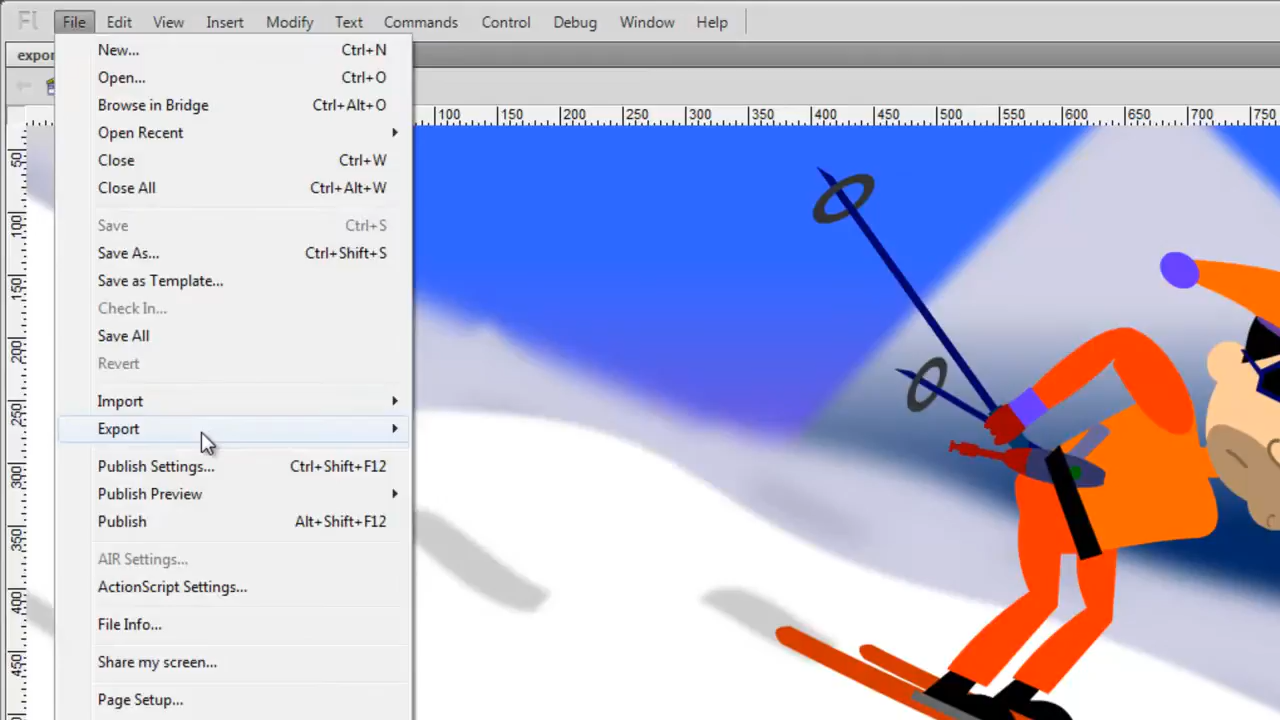 Fl File Edit View Insert Modify Text Commands Control Debug Window Help
expor
100 200 250 300 350 400 450 500 550 600 650 700 750
New... Ctrl+N
Open... Ctrl+O
Browse in Bridge Ctrl+Alt+O
Open Recent
Close Ctrl+W
Close All Ctrl+Alt+W
Save Ctrl+S
Save As... Ctrl+Shift+S
Save as Template...
Check In...
Save All
Revert
Import
Export
Publish Settings... Ctrl+Shift+F12
Publish Preview
Publish Alt+Shift+F12
AIR Settings...
ActionScript Settings...
File Info...
Share my screen...
Page Setup...
50
100
150
200
250
300
350
400
450